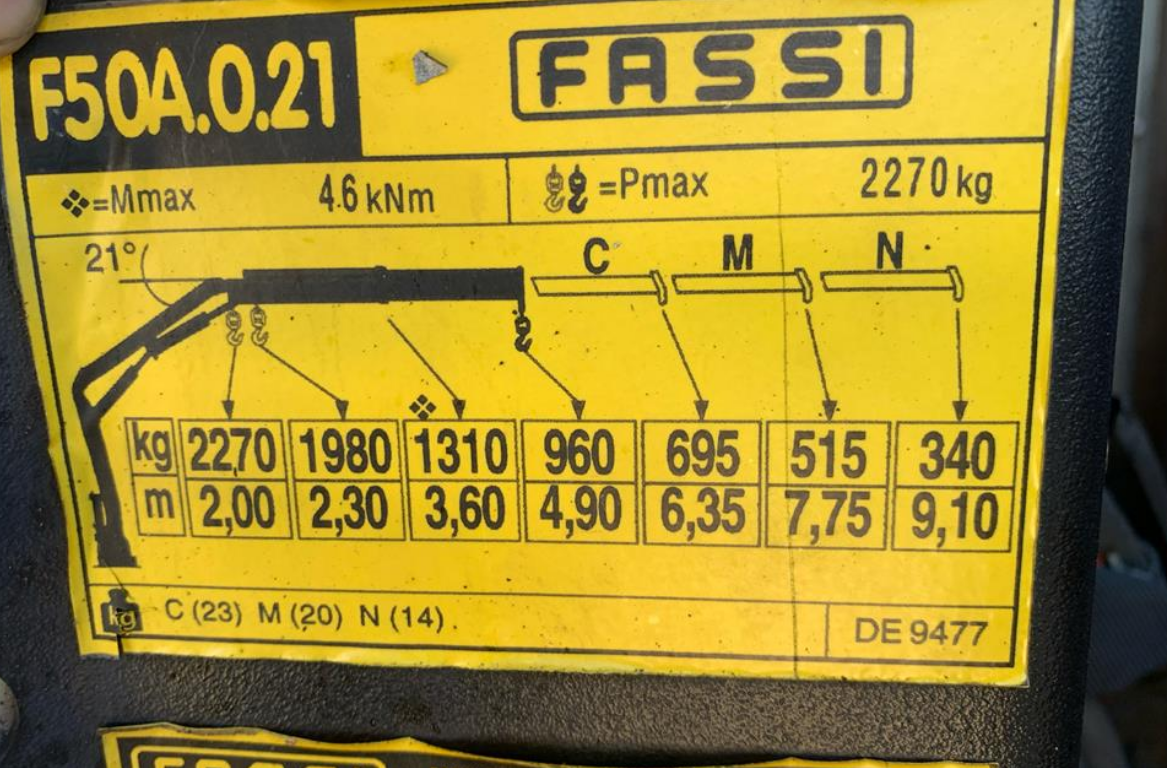 F50A.0.21 FASSI
=Mmax 46 kNm =Pmax 2270 kg
21° C M N
kg 2270 1980 1310 960 695 515 340
m 2,00 2,30 3,60 4,90 6,35 7,75 9,10
kg C (23) M (20) N (14) DE 9477